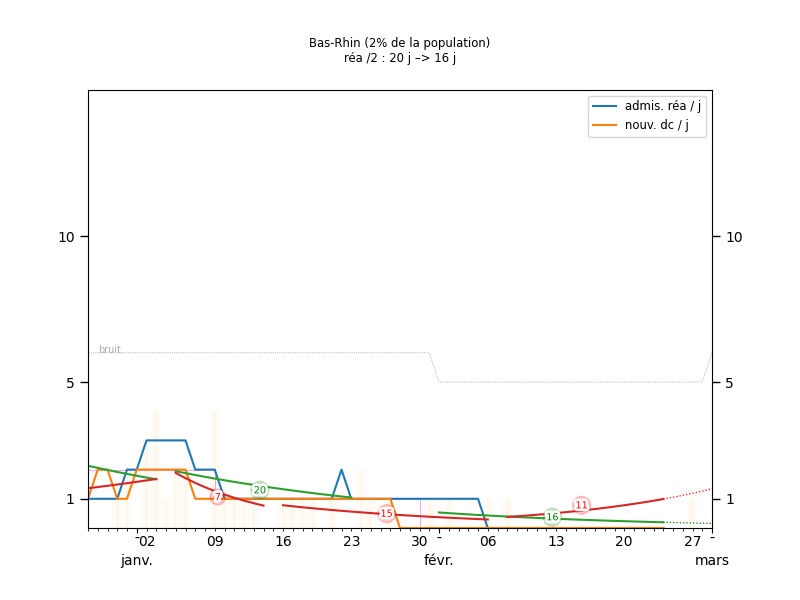 Bas-Rhin (2% de la population)
réa /2 : 20 j –> 16 j
admis. réa / j
nouv. dc / j
10
10
bruit
5
5
20
7
15
16
11
1
1
02
09
16
23
30
06
13
20
27
janv.
févr.
mars